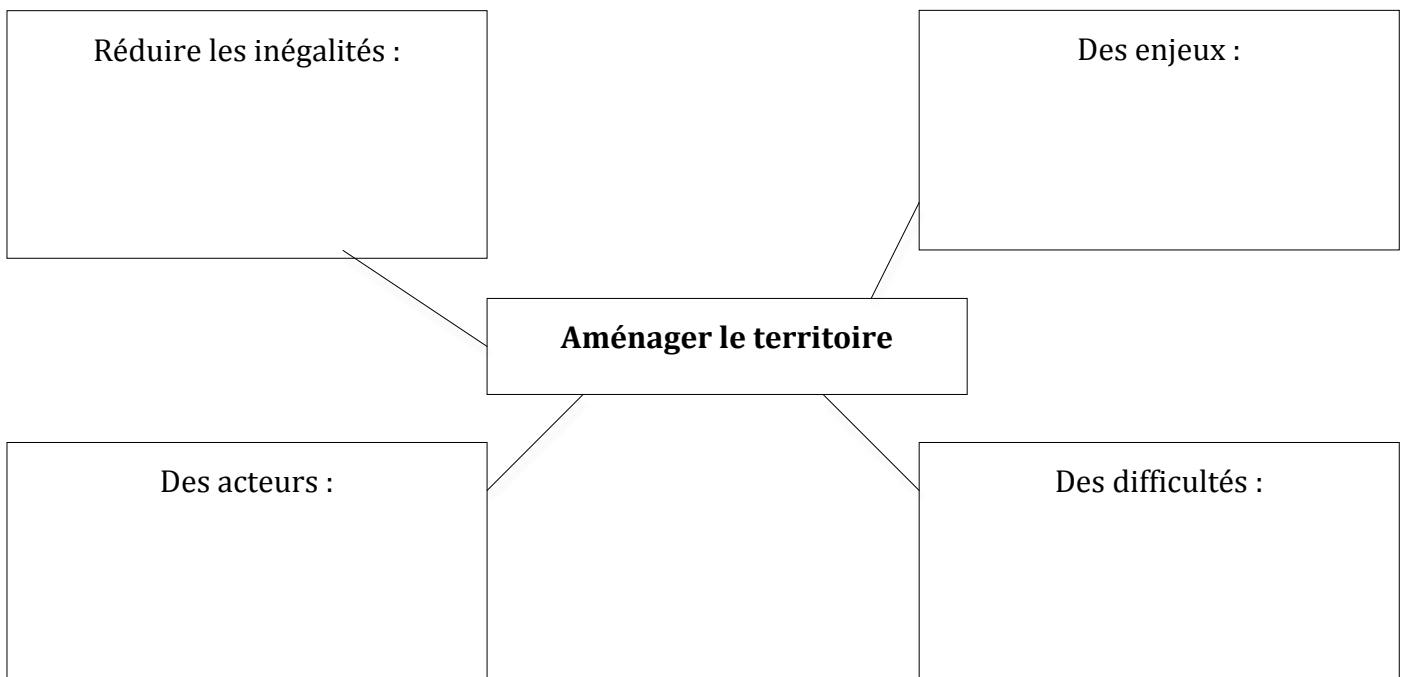 Réduire les inégalités :
Des enjeux :
Aménager le territoire
Des acteurs :
Des difficultés :